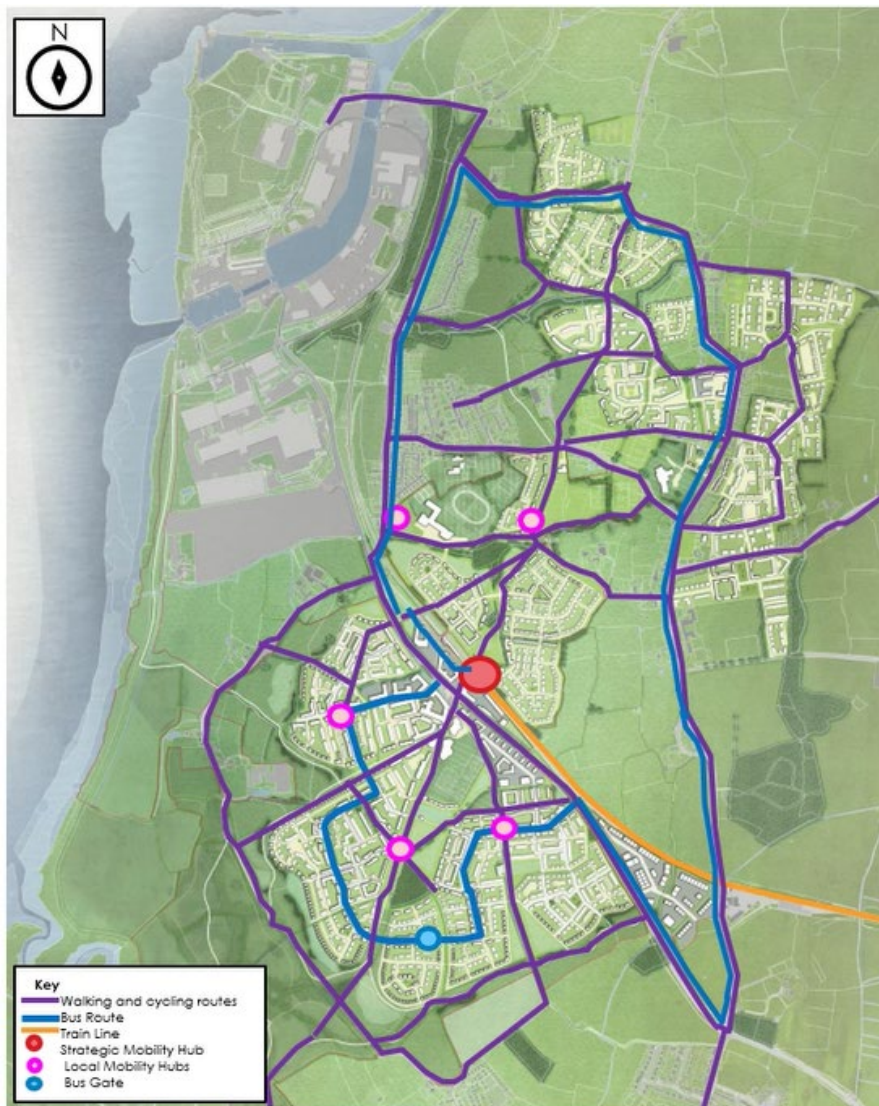 N
Key
Walking and cycling routes
Bus Route
Train Line
Strategic Mobility Hub
Local Mobility Hubs
Bus Gate